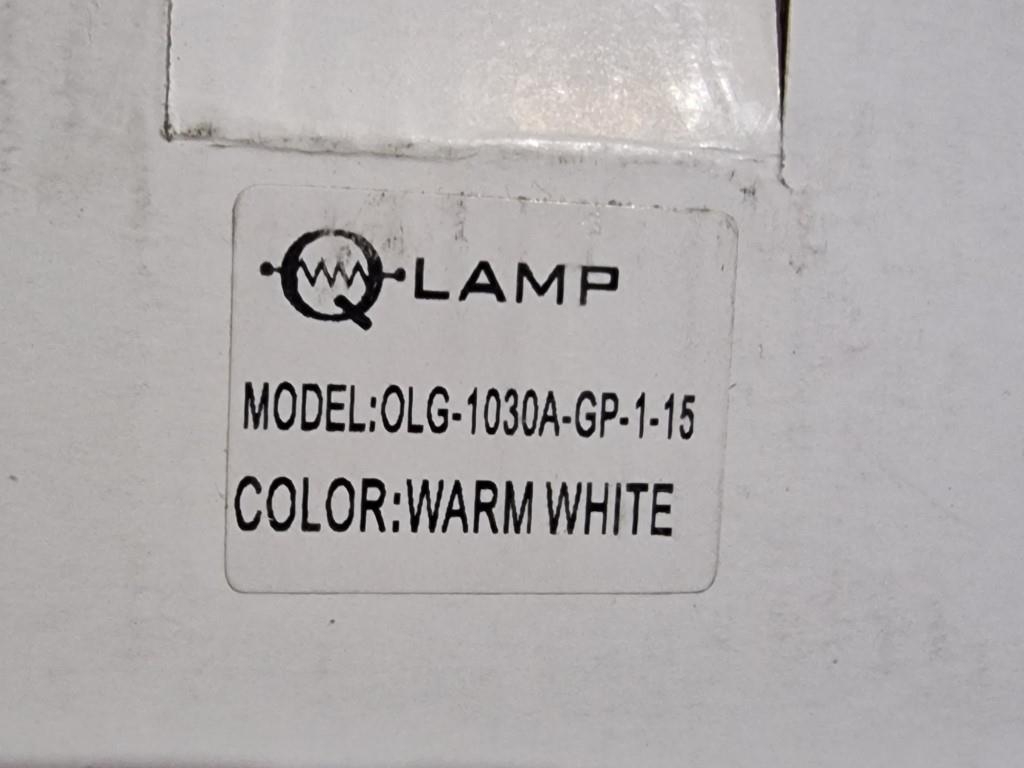 Q LAMP
MODEL:OLG-1030A-GP-1-15
COLOR:WARM WHITE